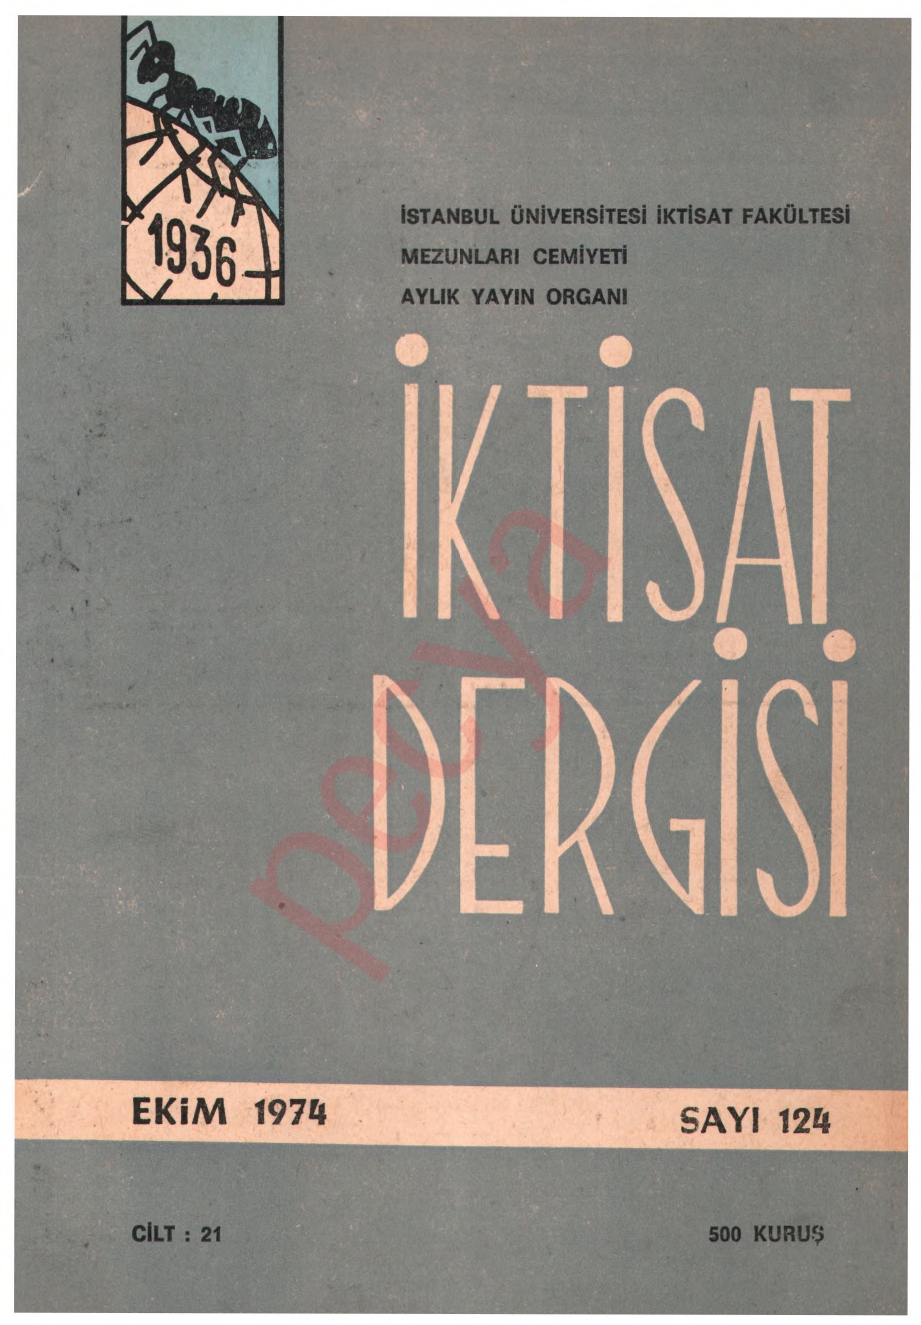 1936
İSTANBUL ÜNİVERSİTESİ İKTİSAT FAKÜLTESİ
MEZUNLARI CEMİYETİ
AYLIK YAYIN ORGANI
İKTİSAT
DERGİSİ
pecya
EKİM 1974
SAYI 124
CİLT : 21
500 KURUŞ